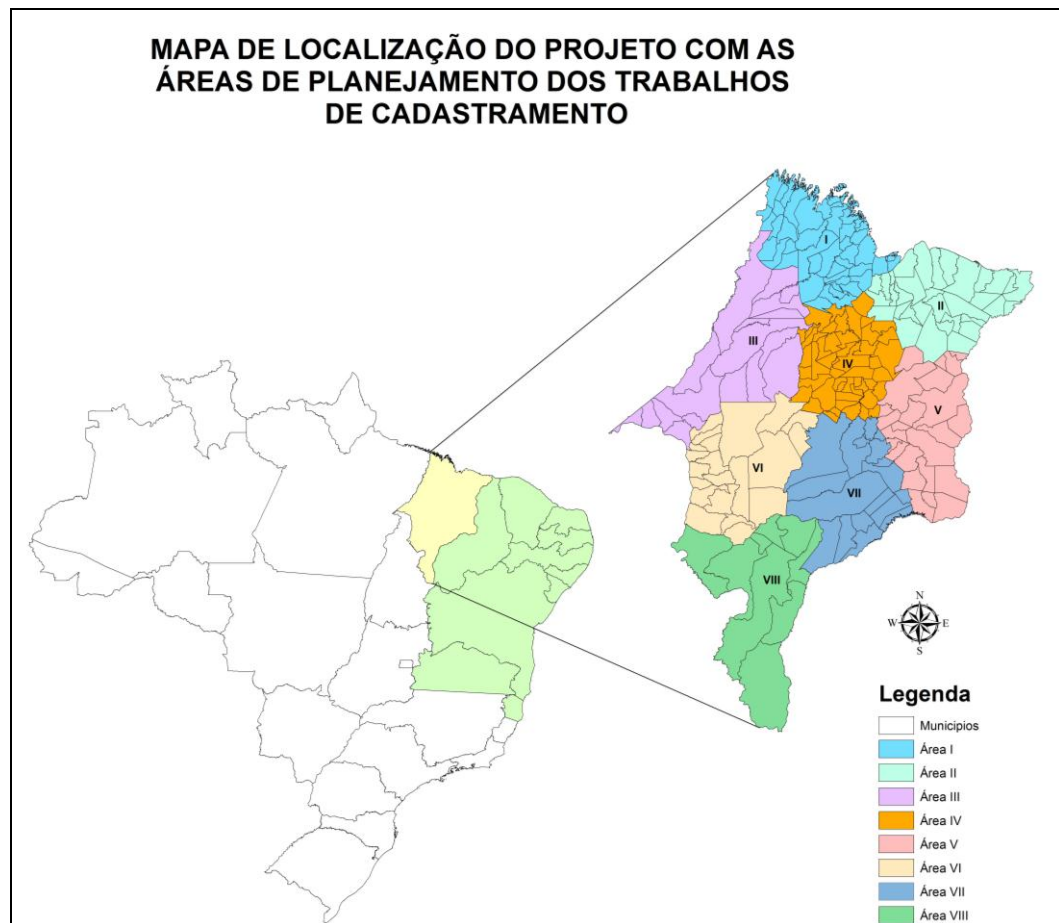 MAPA DE LOCALIZAÇÃO DO PROJETO COM AS
ÁREAS DE PLANEJAMENTO DOS TRABALHOS
DE CADASTRAMENTO
I
II
III
IV
V
VI
VII
VIII
N
W E
S
Legenda
Municipios
Área I
Área II
Área III
Área IV
Área V
Área VI
Área VII
Área VIII